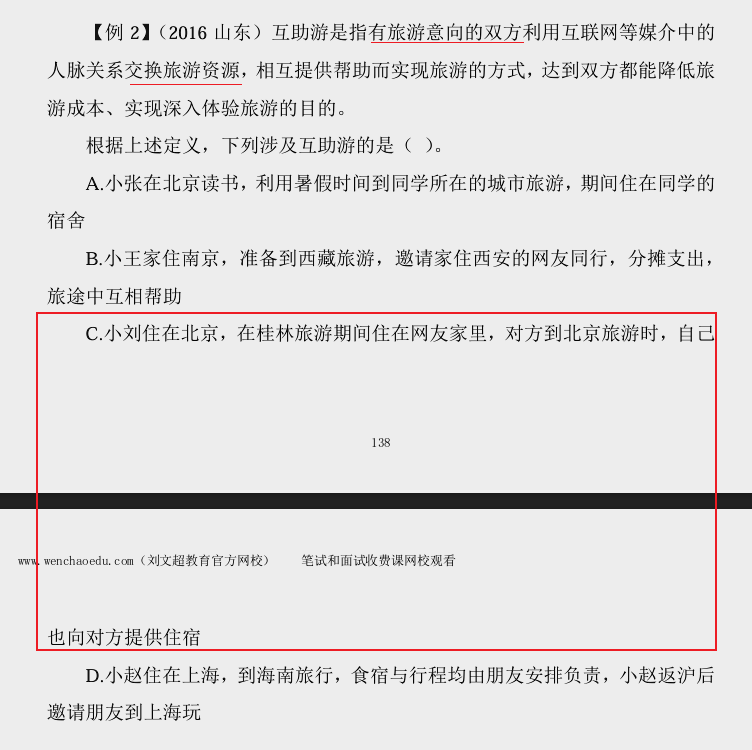 【例 2】（2016 山东）互助游是指有旅游意向的双方利用互联网等媒介中的
人脉关系交换旅游资源，相互提供帮助而实现旅游的方式，达到双方都能降低旅
游成本、实现深入体验旅游的目的。
根据上述定义，下列涉及互助游的是（  ）。
A.小张在北京读书，利用暑假时间到同学所在的城市旅游，期间住在同学的
宿舍
B.小王家住南京，准备到西藏旅游，邀请家住西安的网友同行，分摊支出，
旅途中互相帮助
C.小刘住在北京，在桂林旅游期间住在网友家里，对方到北京旅游时，自己
138
www.wenchaoedu.com（刘文超教育官方网校）　　笔试和面试收费课网校观看
也向对方提供住宿
D.小赵住在上海，到海南旅行，食宿与行程均由朋友安排负责，小赵返沪后
邀请朋友到上海玩